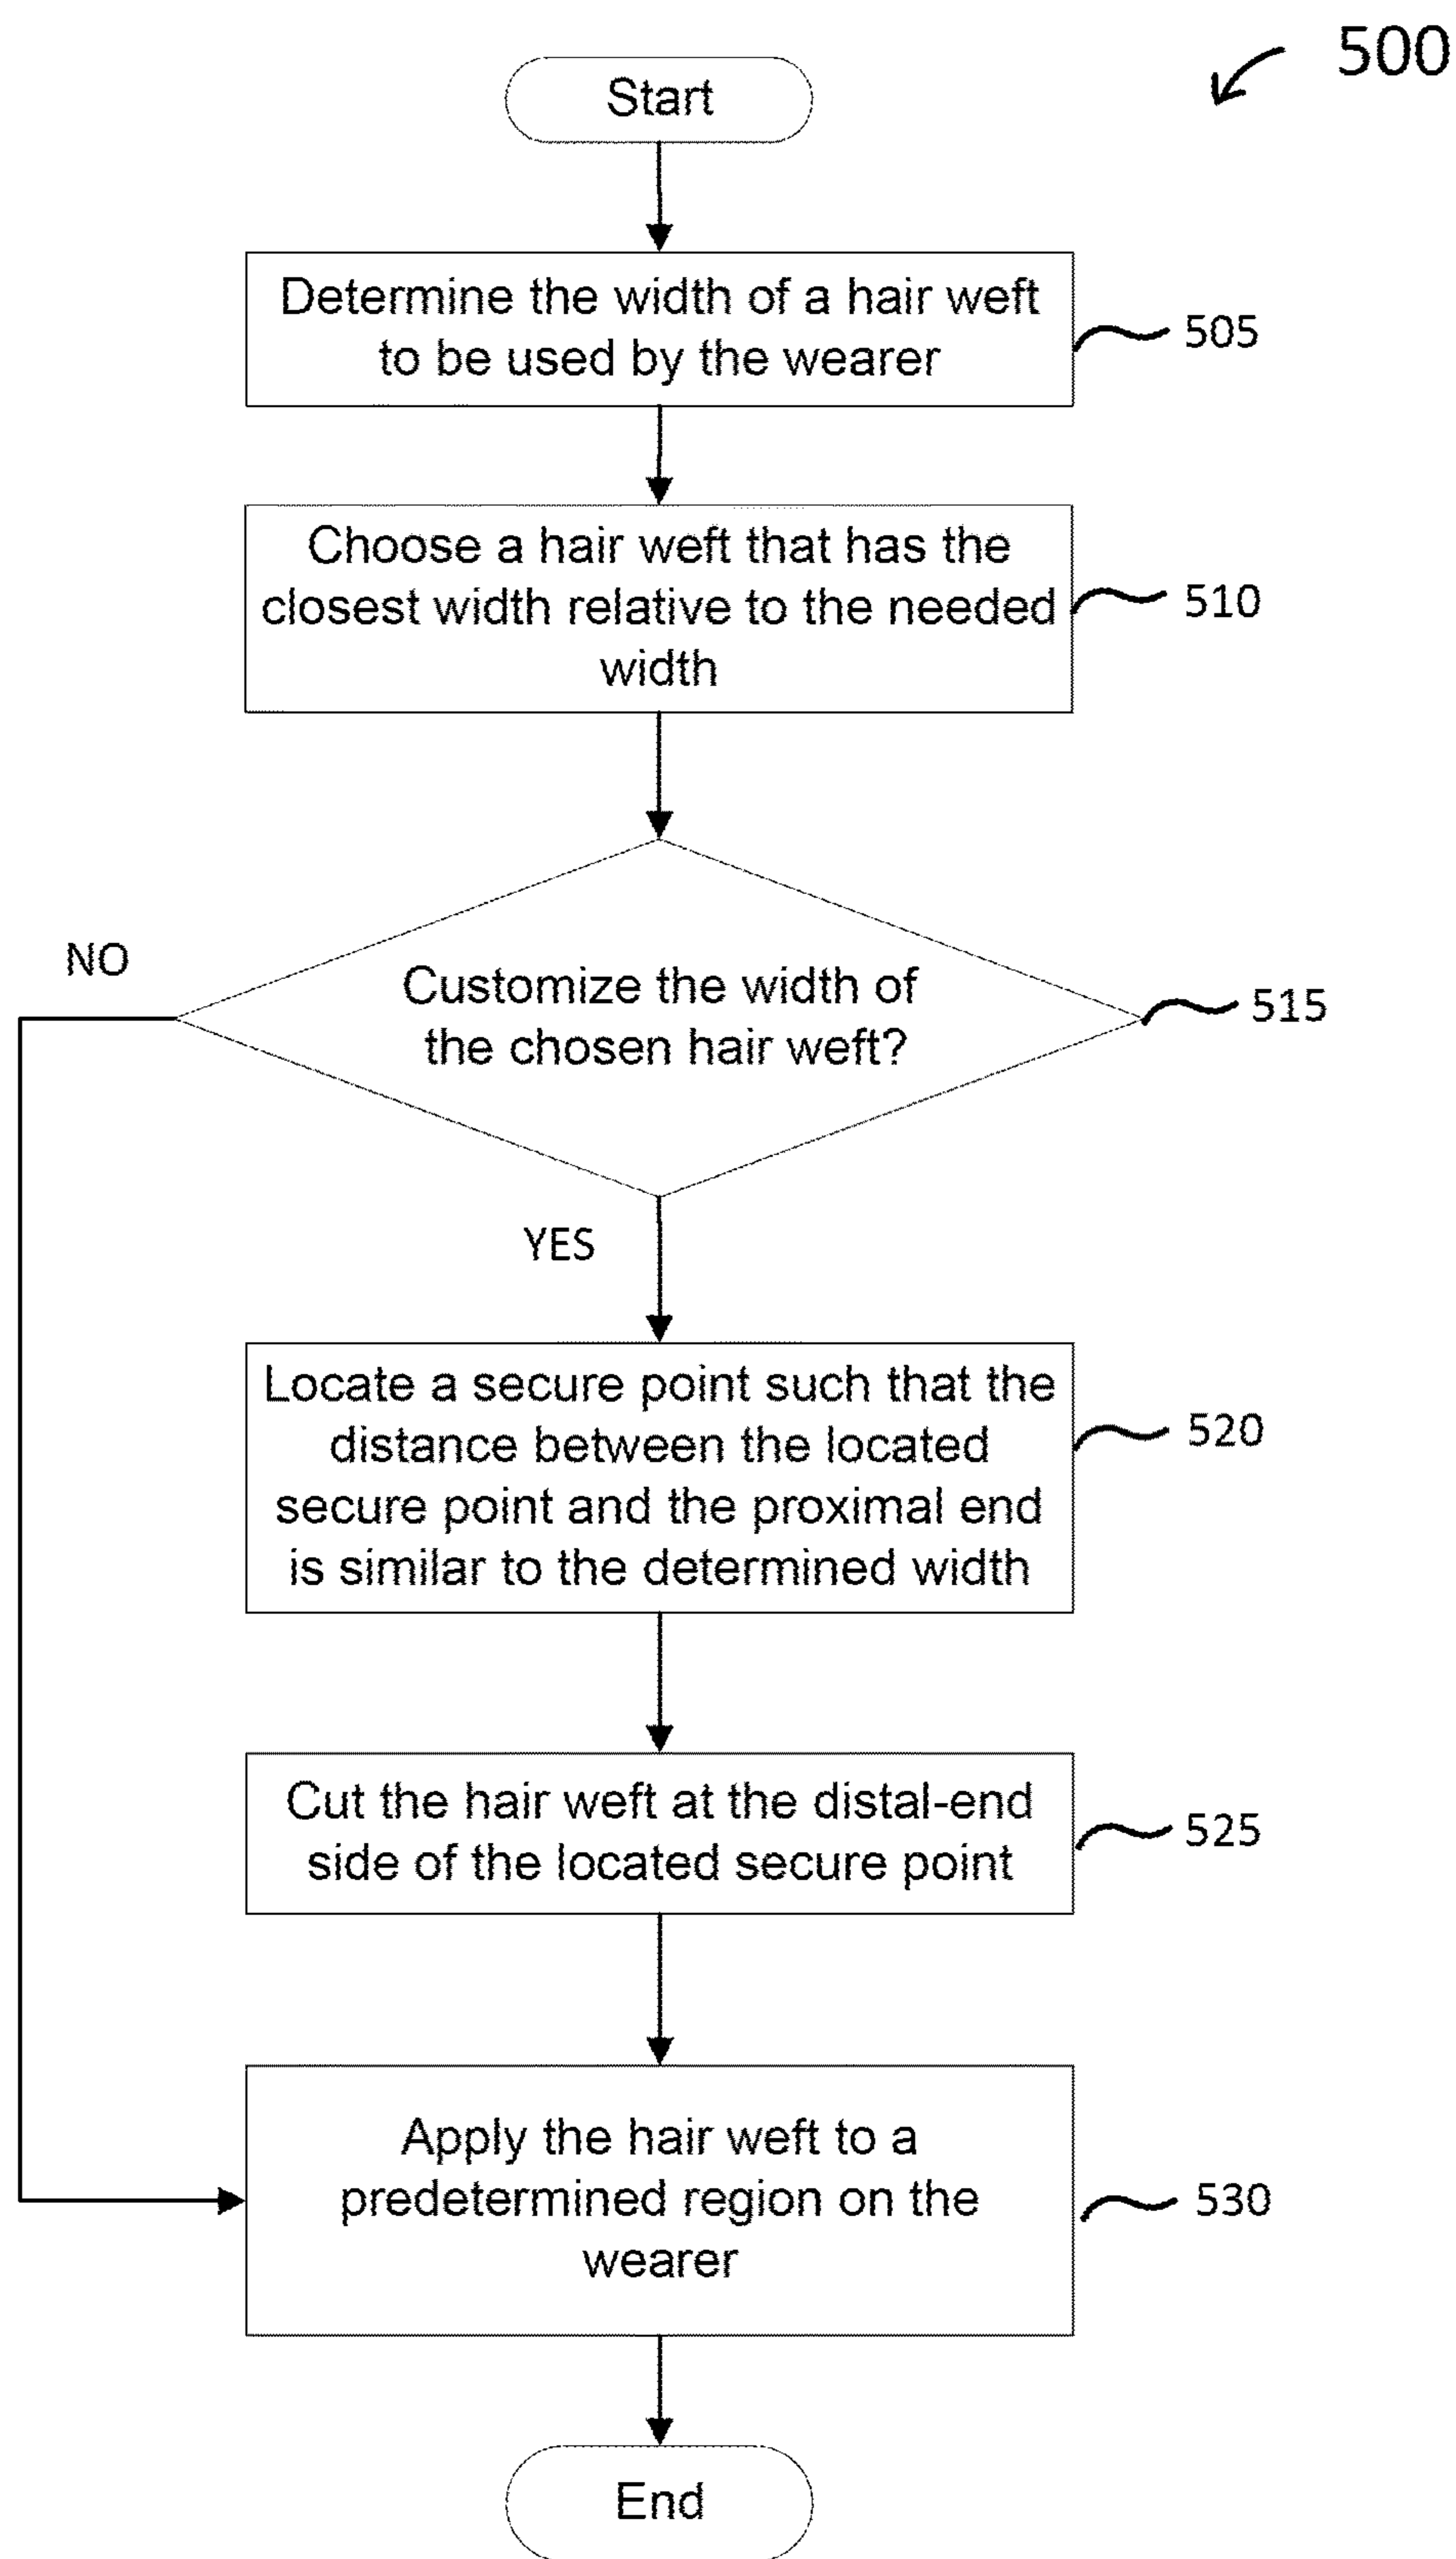 500
Start
Determine the width of a hair weft
to be used by the wearer
505
Choose a hair weft that has the
closest width relative to the needed
width
510
Customize the width of
the chosen hair weft?
515
NO
YES
Locate a secure point such that the
distance between the located
secure point and the proximal end
is similar to the determined width
520
Cut the hair weft at the distal-end
side of the located secure point
525
Apply the hair weft to a
predetermined region on the
wearer
530
End